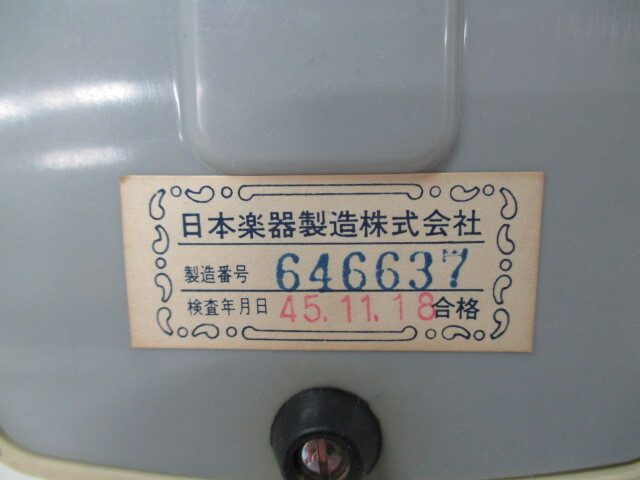 日本楽器製造株式会社
製造番号 646637
検査年月日 45.11.18 合格